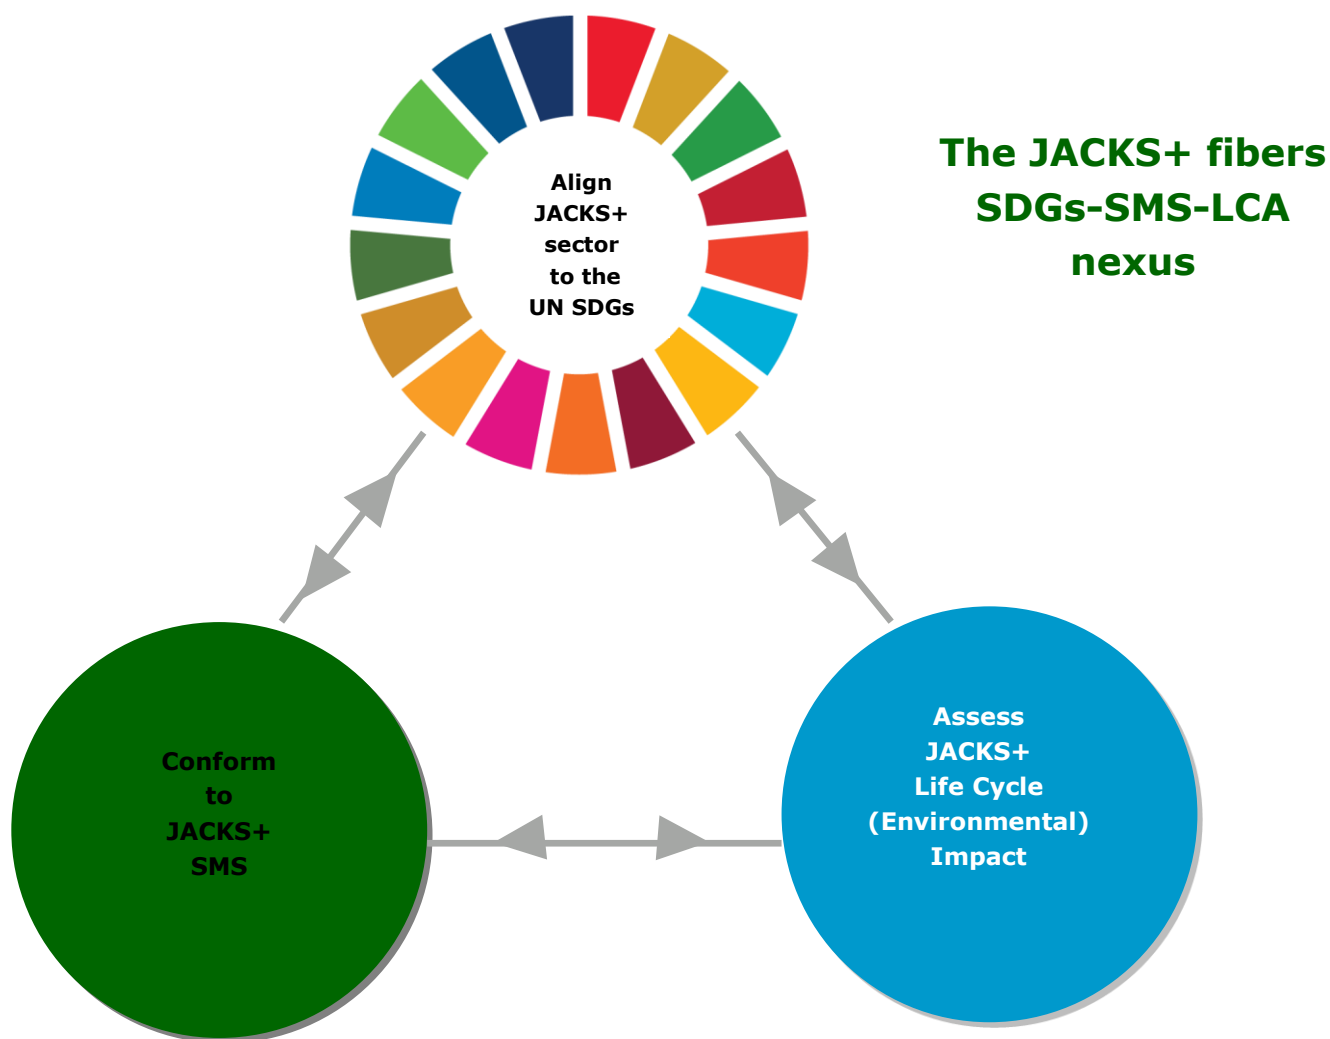 Align
JACKS+
sector
to the
UN SDGs
The JACKS+ fibers
SDGs-SMS-LCA
nexus
Conform
to
JACKS+
SMS
Assess
JACKS+
Life Cycle
(Environmental)
Impact